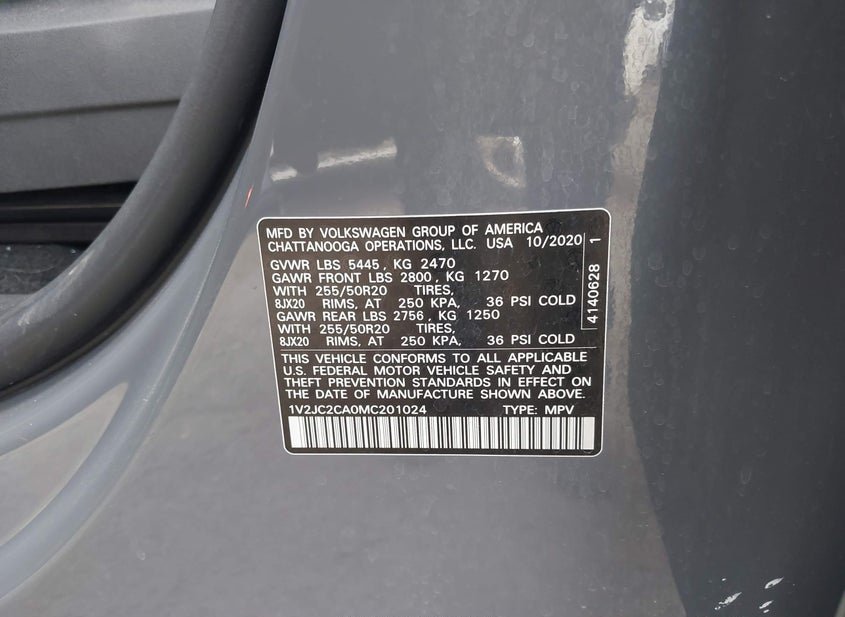 MFD BY VOLKSWAGEN GROUP OF AMERICA
CHATTANOOGA OPERATIONS, LLC. USA 10/2020
GVWR LBS 5445, KG 2470
GAWR FRONT LBS 2800, KG 1270
WITH 255/50R20 TIRES,
8JX20 RIMS, AT 250 KPA, 36 PSI COLD
GAWR REAR LBS 2756, KG 1250
WITH 255/50R20 TIRES,
8JX20 RIMS, AT 250 KPA, 36 PSI COLD
4140628 1
THIS VEHICLE CONFORMS TO ALL APPLICABLE
U.S. FEDERAL MOTOR VEHICLE SAFETY AND
THEFT PREVENTION STANDARDS IN EFFECT ON
THE DATE OF MANUFACTURE SHOWN ABOVE.
1V2JC2CA0MC201024 TYPE: MPV